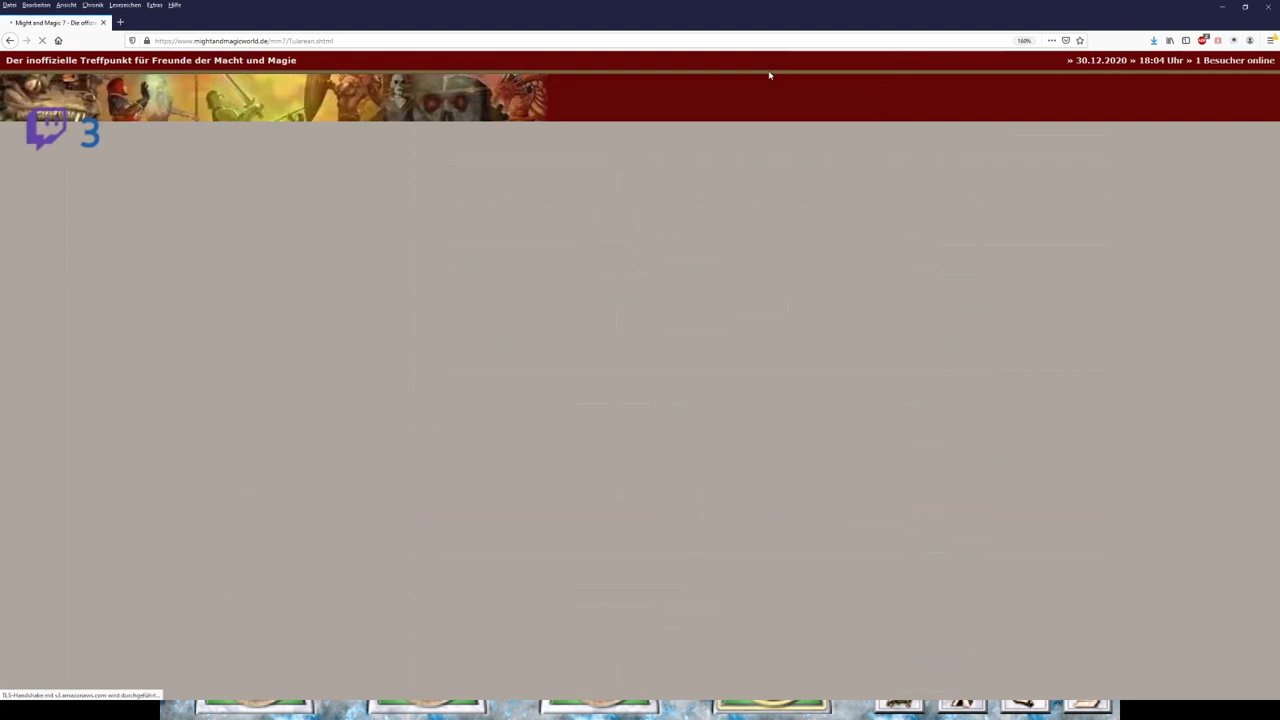 Datei Bearbeiten Ansicht Chronik Lesezeichen Extras Hilfe
Might and Magic 7 - Die offizie
https://www.mightandmagicworld.de/mm7/Tularean.shtml
160%
Der inoffizielle Treffpunkt für Freunde der Macht und Magie
» 30.12.2020 » 18:04 Uhr » 1 Besucher online
3
TLS-Handshake mit s3.amazonaws.com wird durchgeführt...